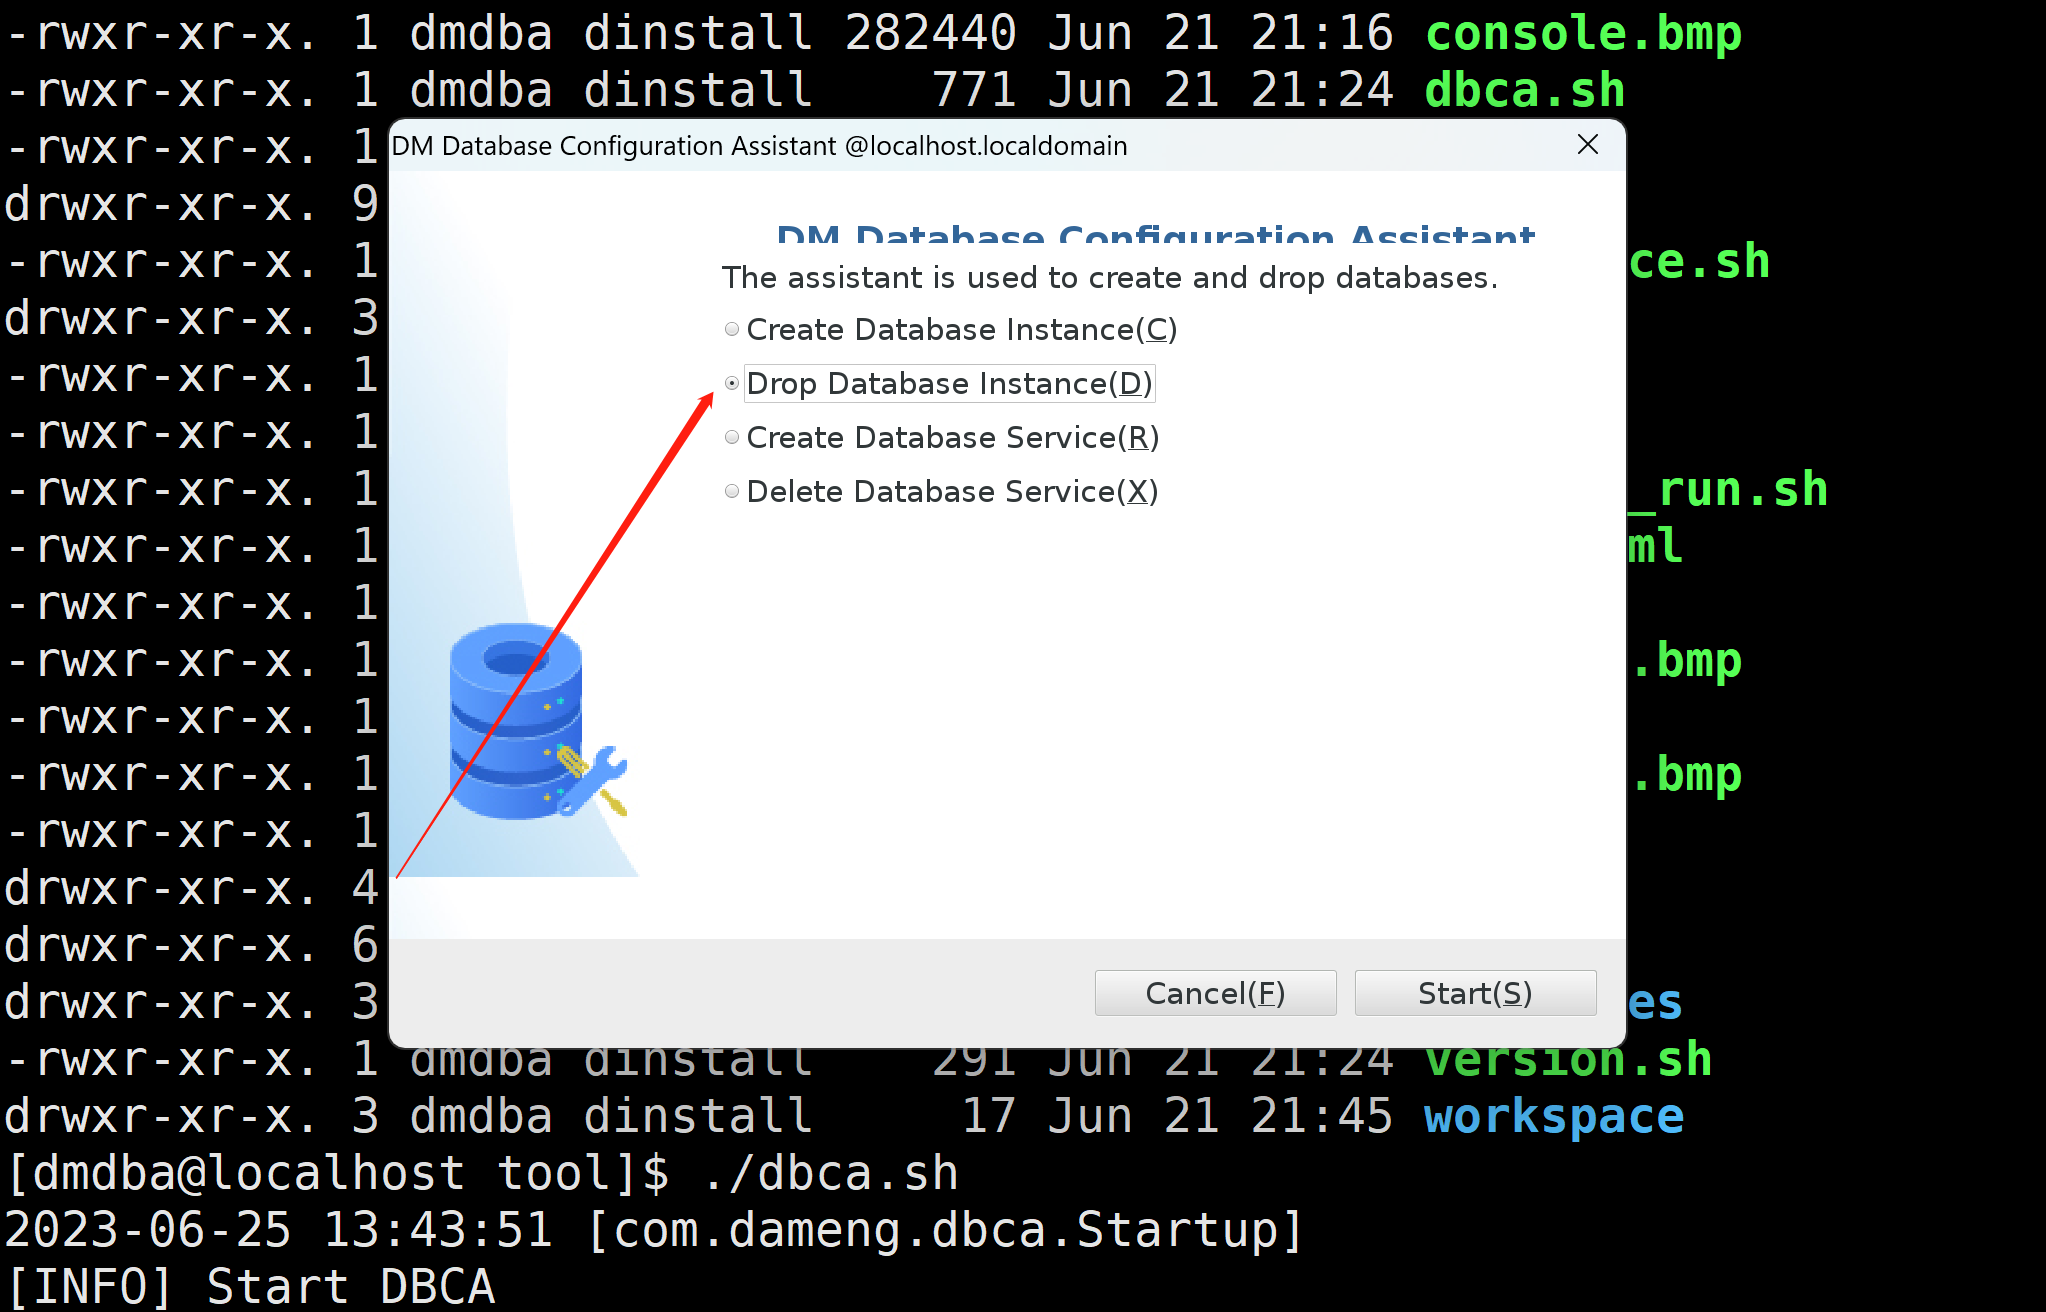 -rwxr-xr-x. 1 dmdba dinstall 282440 Jun 21 21:16 console.bmp
-rwxr-xr-x. 1 dmdba dinstall    771 Jun 21 21:24 dbca.sh
-rwxr-xr-x. 1
DM Database Configuration Assistant @localhost.localdomain
drwxr-xr-x. 9
DM Database Configuration Assistant
-rwxr-xr-x. 1 ce.sh
The assistant is used to create and drop databases.
drwxr-xr-x. 3
Create Database Instance(C)
-rwxr-xr-x. 1
Drop Database Instance(D)
-rwxr-xr-x. 1
Create Database Service(R)
-rwxr-xr-x. 1 _run.sh
Delete Database Service(X)
-rwxr-xr-x. 1 ml
-rwxr-xr-x. 1
-rwxr-xr-x. 1 .bmp
-rwxr-xr-x. 1
-rwxr-xr-x. 1 .bmp
-rwxr-xr-x. 1
drwxr-xr-x. 4
drwxr-xr-x. 6
drwxr-xr-x. 3 es
Cancel(F) Start(S)
-rwxr-xr-x. 1 dmdba dinstall    291 Jun 21 21:24 version.sh
drwxr-xr-x. 3 dmdba dinstall     17 Jun 21 21:45 workspace
[dmdba@localhost tool]$ ./dbca.sh
2023-06-25 13:43:51 [com.dameng.dbca.Startup]
[INFO] Start DBCA